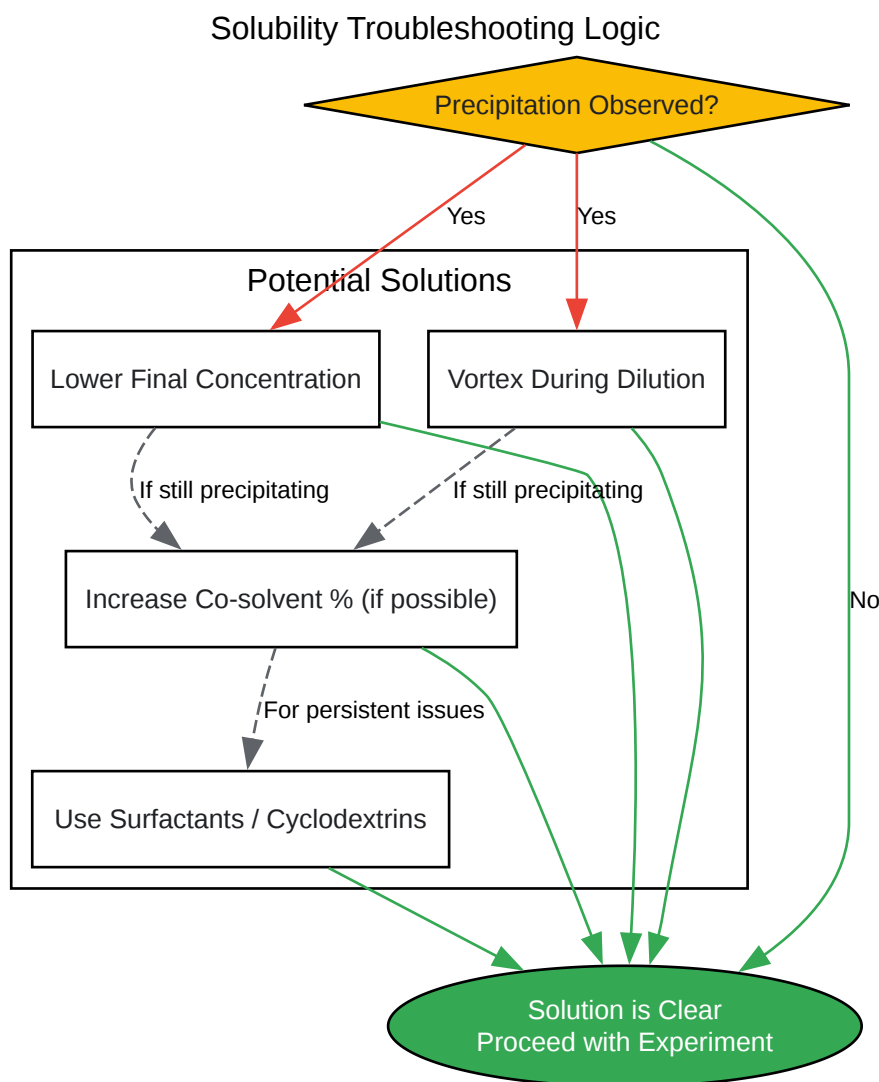 Solubility Troubleshooting Logic
Precipitation Observed?
Yes
Yes
Potential Solutions
Lower Final Concentration
Vortex During Dilution
If still precipitating
If still precipitating
Increase Co-solvent % (if possible)
No
For persistent issues
Use Surfactants / Cyclodextrins
Solution is Clear
Proceed with Experiment